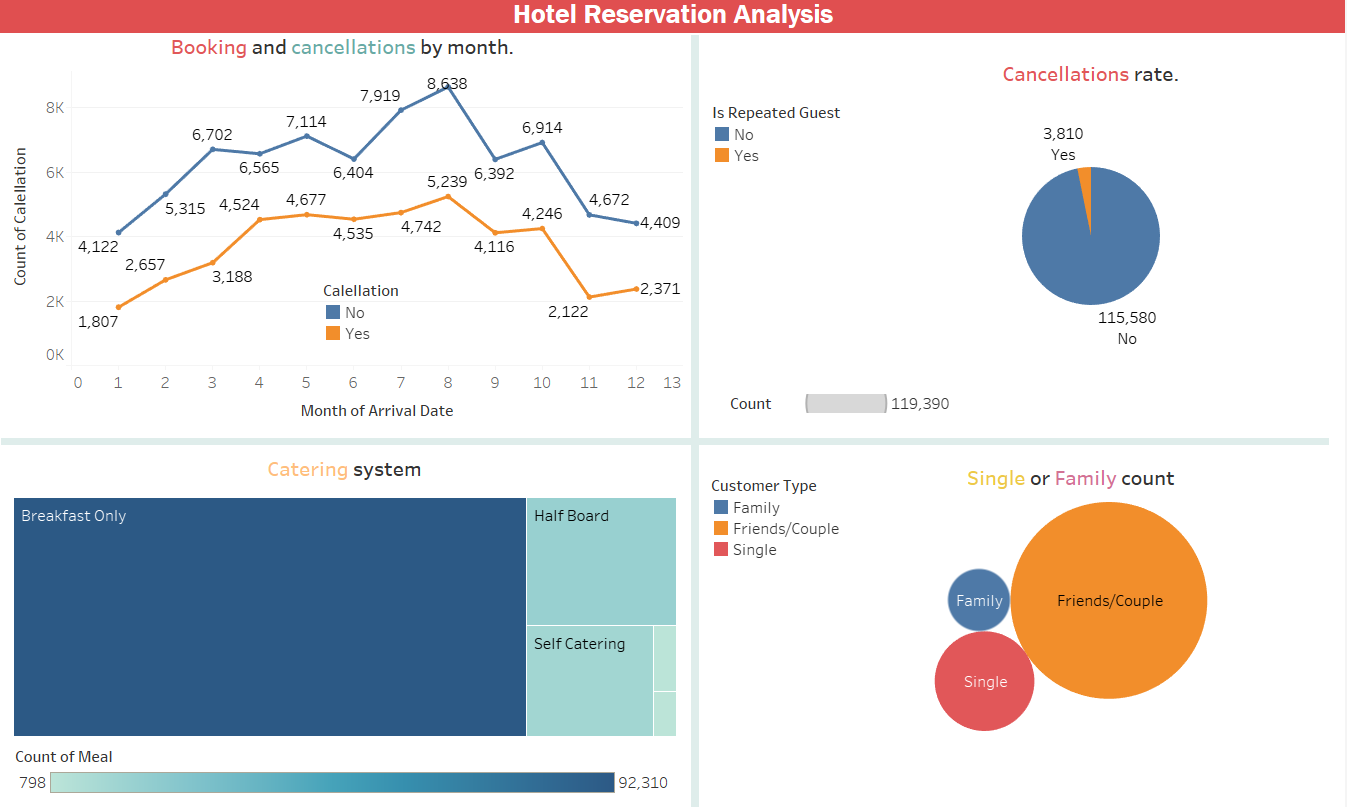 Hotel Reservation Analysis
Booking and cancellations by month.
Count of Calellation
8K
6K
4K
2K
0K
4,122
5,315
6,702
6,565
7,114
6,404
7,919
8,638
6,392
6,914
4,672
4,409
1,807
2,657
3,188
4,524
4,677
4,535
4,742
5,239
4,116
4,246
2,122
2,371
Calellation
No
Yes
0 1 2 3 4 5 6 7 8 9 10 11 12 13
Month of Arrival Date
Cancellations rate.
Is Repeated Guest
No
Yes
3,810
Yes
115,580
No
Count 119,390
Catering system
Breakfast Only
Half Board
Self Catering
Count of Meal
798 92,310
Single or Family count
Customer Type
Family
Friends/Couple
Single
Family
Friends/Couple
Single